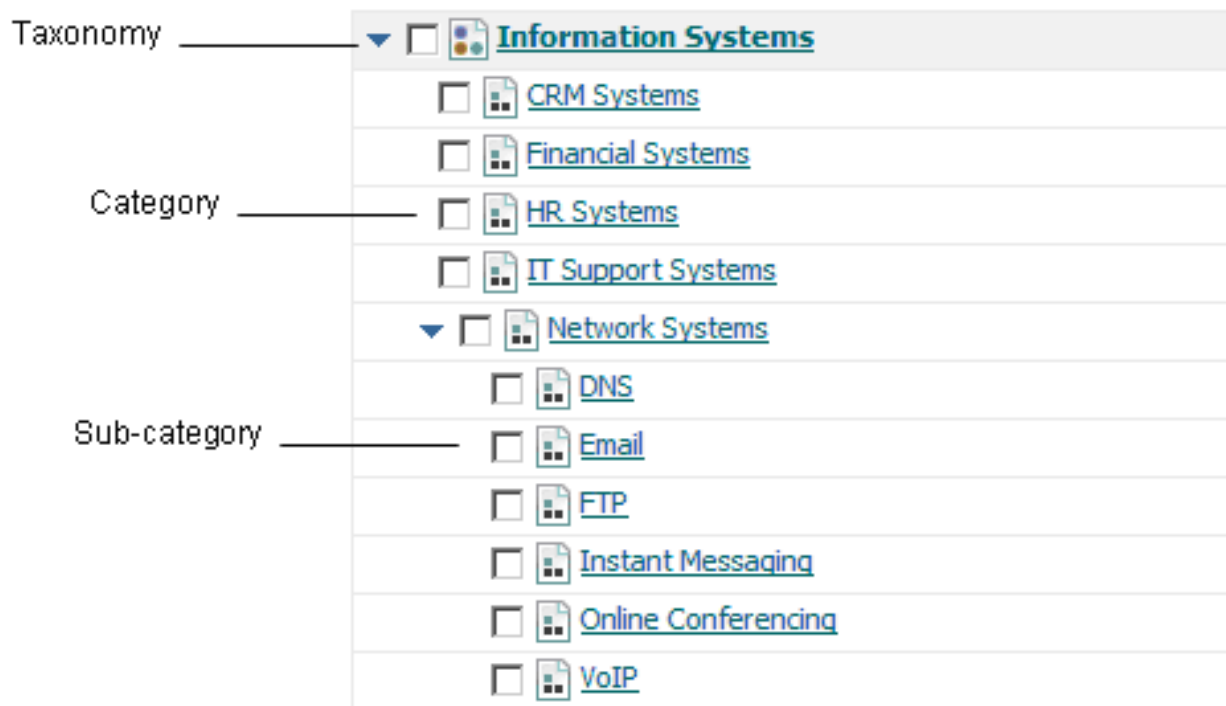 Taxonomy
Information Systems
CRM Systems
Financial Systems
Category
HR Systems
IT Support Systems
Network Systems
DNS
Sub-category
Email
FTP
Instant Messaging
Online Conferencing
VoIP